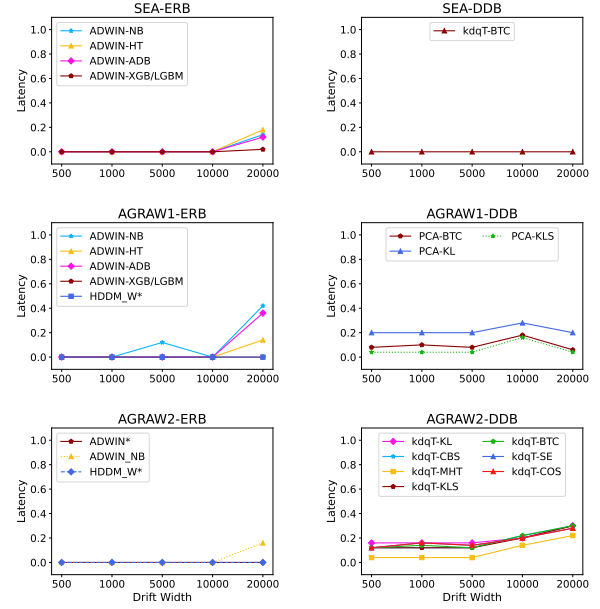 SEA-ERB
Latency
1.0
0.8
0.6
0.4
0.2
0.0
ADWIN-NB
ADWIN-HT
ADWIN-ADB
ADWIN-XGB/LGBM
500 1000 5000 10000 20000
SEA-DDB
Latency
1.0
0.8
0.6
0.4
0.2
0.0
kdqT-BTC
500 1000 5000 10000 20000
AGRAW1-ERB
Latency
1.0
0.8
0.6
0.4
0.2
0.0
ADWIN-NB
ADWIN-HT
ADWIN-ADB
ADWIN-XGB/LGBM
HDDM_W*
500 1000 5000 10000 20000
AGRAW1-DDB
Latency
1.0
0.8
0.6
0.4
0.2
0.0
PCA-BTC
PCA-KL
PCA-KLS
500 1000 5000 10000 20000
AGRAW2-ERB
Latency
1.0
0.8
0.6
0.4
0.2
0.0
ADWIN*
ADWIN_NB
HDDM_W*
500 1000 5000 10000 20000
Drift Width
AGRAW2-DDB
Latency
1.0
0.8
0.6
0.4
0.2
0.0
kdqT-KL
kdqT-CBS
kdqT-MHT
kdqT-KLS
kdqT-BTC
kdqT-SE
kdqT-COS
500 1000 5000 10000 20000
Drift Width